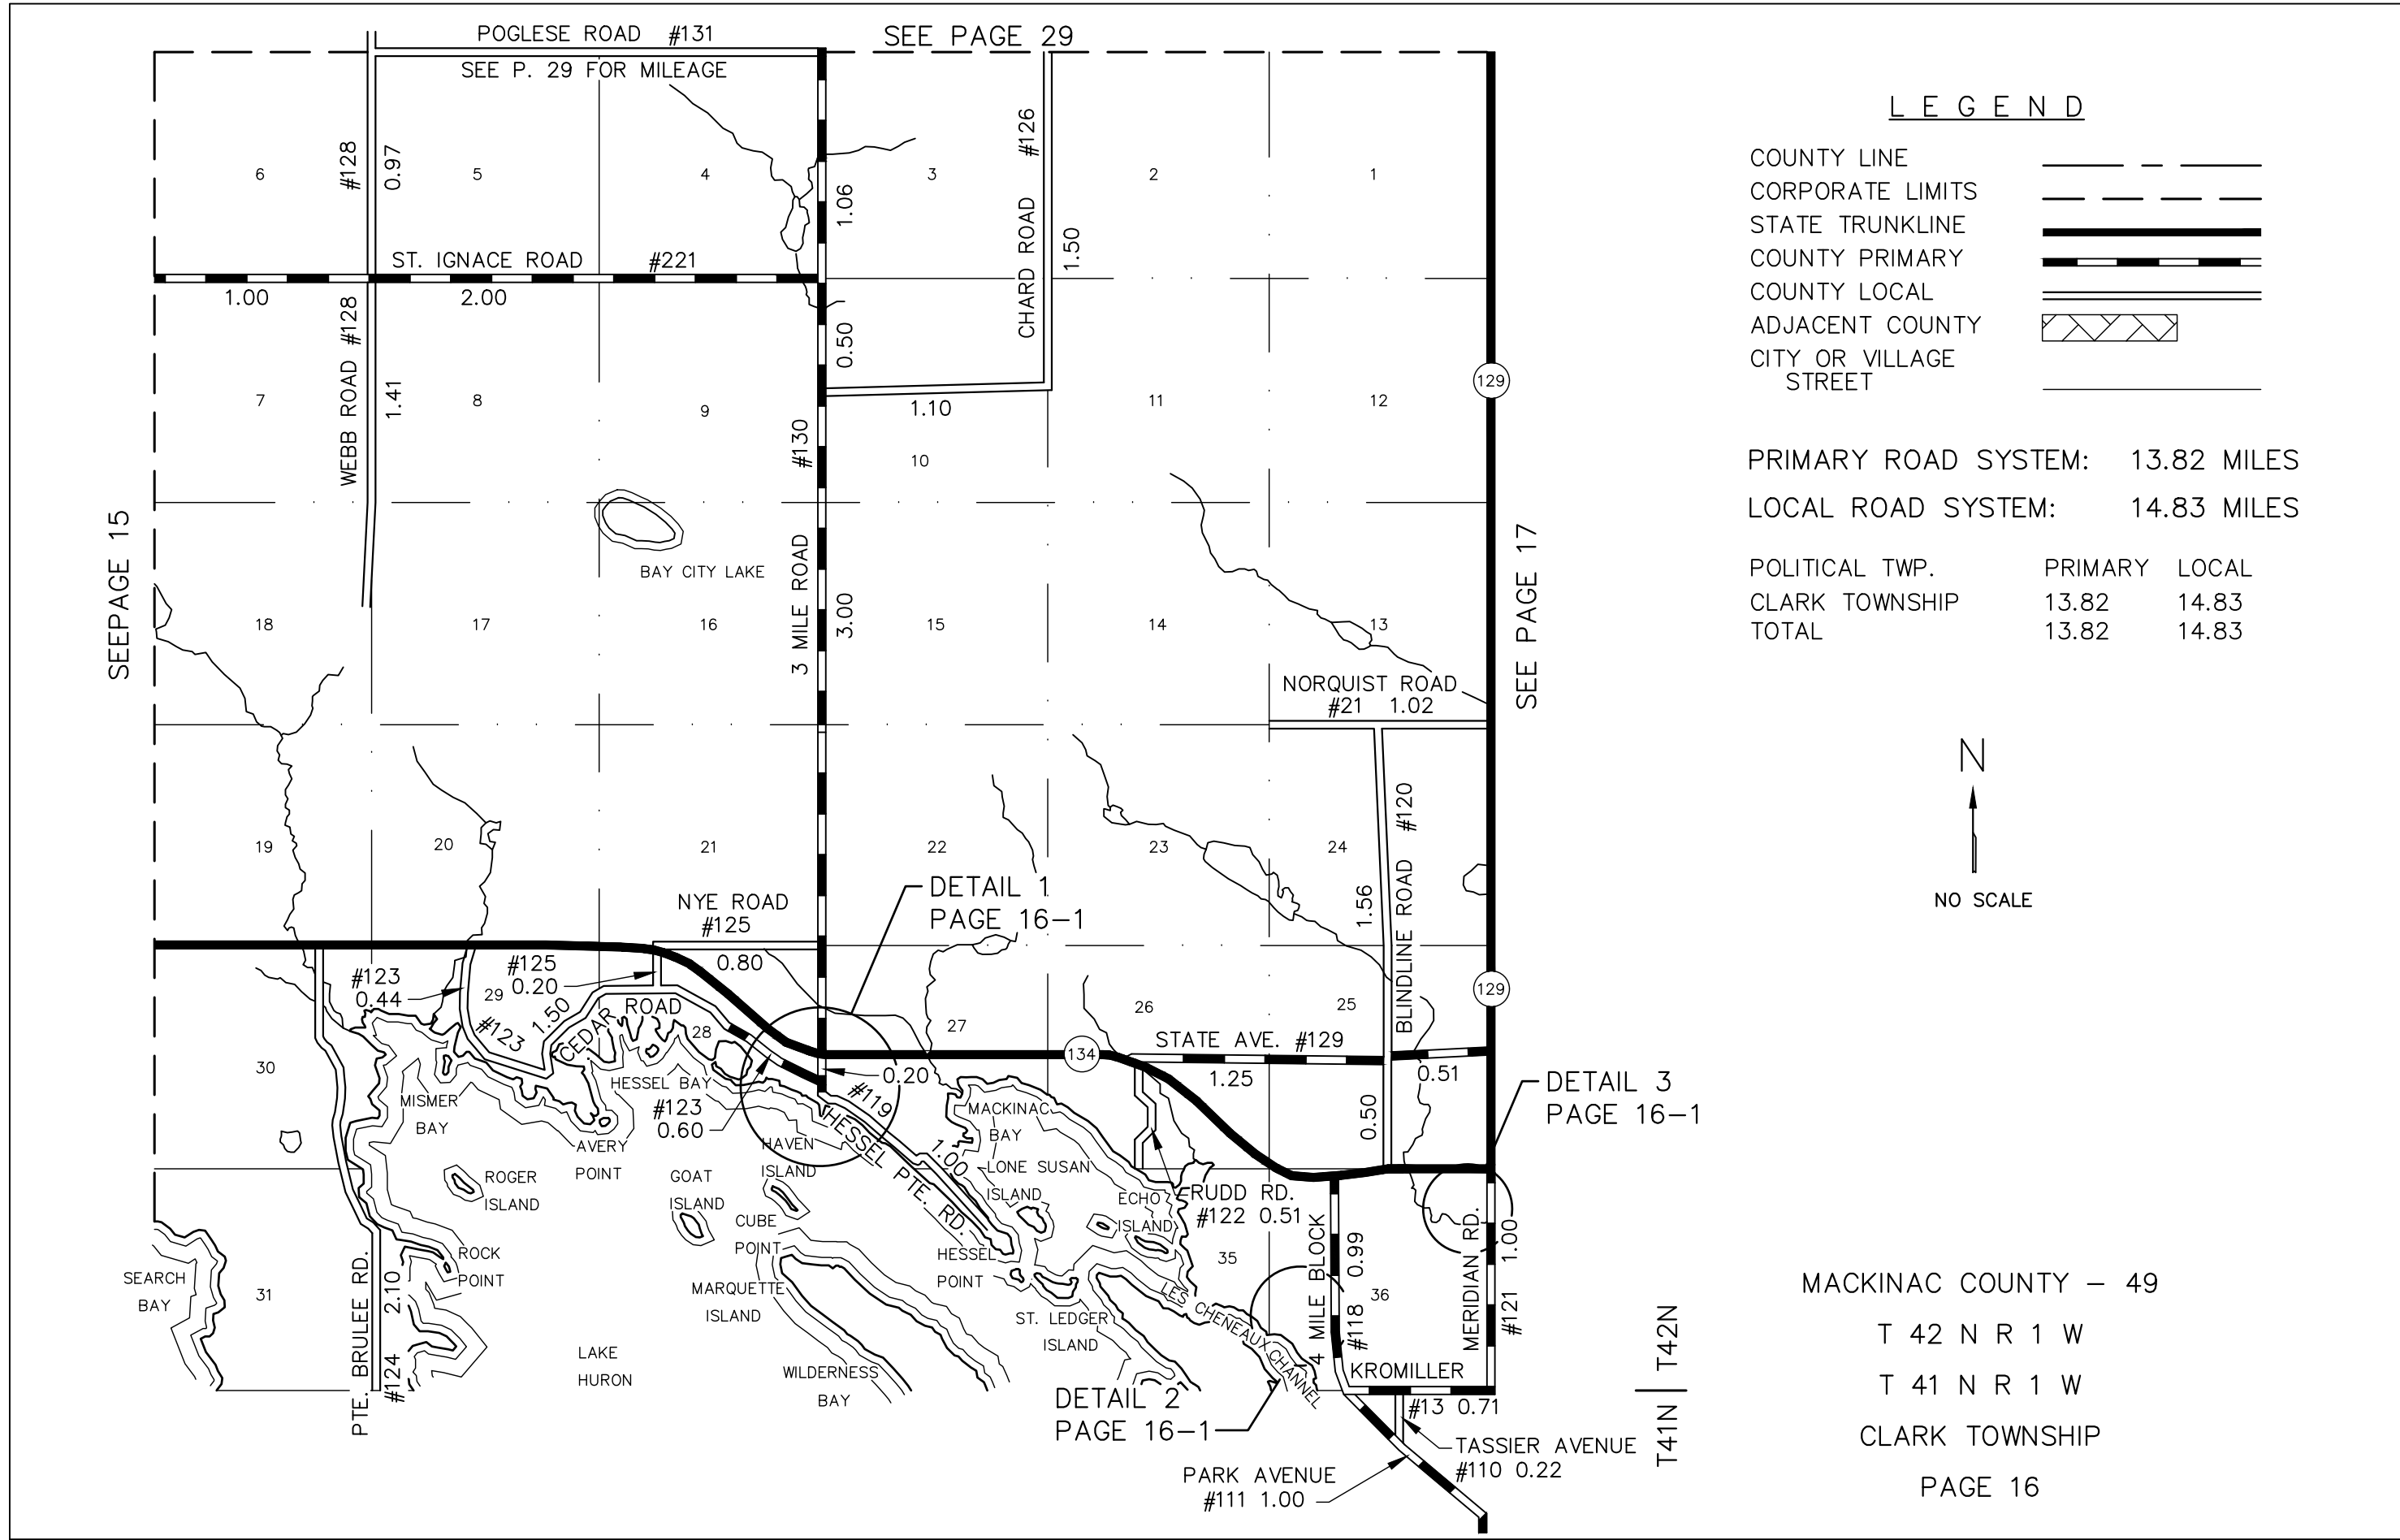 POGLESE ROAD #131
SEE PAGE 29
SEE P. 29 FOR MILEAGE
6
#128
0.97
5
4
1.06
3
#126
CHARD ROAD
1.50
2
1
ST. IGNACE ROAD #221
1.00
2.00
0.50
7
WEBB ROAD #128
1.41
8
9
1.10
10
11
12
129
SEEPAGE 15
3 MILE ROAD #130
3.00
BAY CITY LAKE
18
17
16
15
14
13
SEE PAGE 17
NORQUIST ROAD
#21 1.02
19
20
21
22
23
24
BLINDLINE ROAD #120
1.56
NYE ROAD
#125
0.80
DETAIL 1
PAGE 16-1
#123
0.44
#125
0.20
29
#123 1.50
CEDAR ROAD
28
27
26
25
129
STATE AVE. #129
134
1.25
0.51
0.50
0.20
#119
DETAIL 3
PAGE 16-1
30
HESSEL BAY
#123
0.60
MISMER
BAY
AVERY
POINT
HAVEN
ISLAND
HESSEL PTE. RD.
1.00
MACKINAC
BAY
LONE SUSAN
ISLAND
ROGER
ISLAND
GOAT
ISLAND
CUBE
POINT
ECHO
ISLAND
RUDD RD.
#122 0.51
ROCK
POINT
HESSEL
POINT
35
4 MILE BLOCK
0.99
#118
36
MERIDIAN RD.
1.00
#121
SEARCH
BAY
31
PTE. BRULEE RD.
2.10
#124
MARQUETTE
ISLAND
ST. LEDGER
ISLAND
LES CHENEAUX CHANNEL
LAKE
HURON
WILDERNESS
BAY
KROMILLER
#13 0.71
DETAIL 2
PAGE 16-1
TASSIER AVENUE
#110 0.22
PARK AVENUE
#111 1.00
T41N T42N
LEGEND
COUNTY LINE
CORPORATE LIMITS
STATE TRUNKLINE
COUNTY PRIMARY
COUNTY LOCAL
ADJACENT COUNTY
CITY OR VILLAGE
STREET
PRIMARY ROAD SYSTEM: 13.82 MILES
LOCAL ROAD SYSTEM: 14.83 MILES
POLITICAL TWP. PRIMARY LOCAL
CLARK TOWNSHIP 13.82 14.83
TOTAL 13.82 14.83
N
NO SCALE
MACKINAC COUNTY - 49
T 42 N R 1 W
T 41 N R 1 W
CLARK TOWNSHIP
PAGE 16